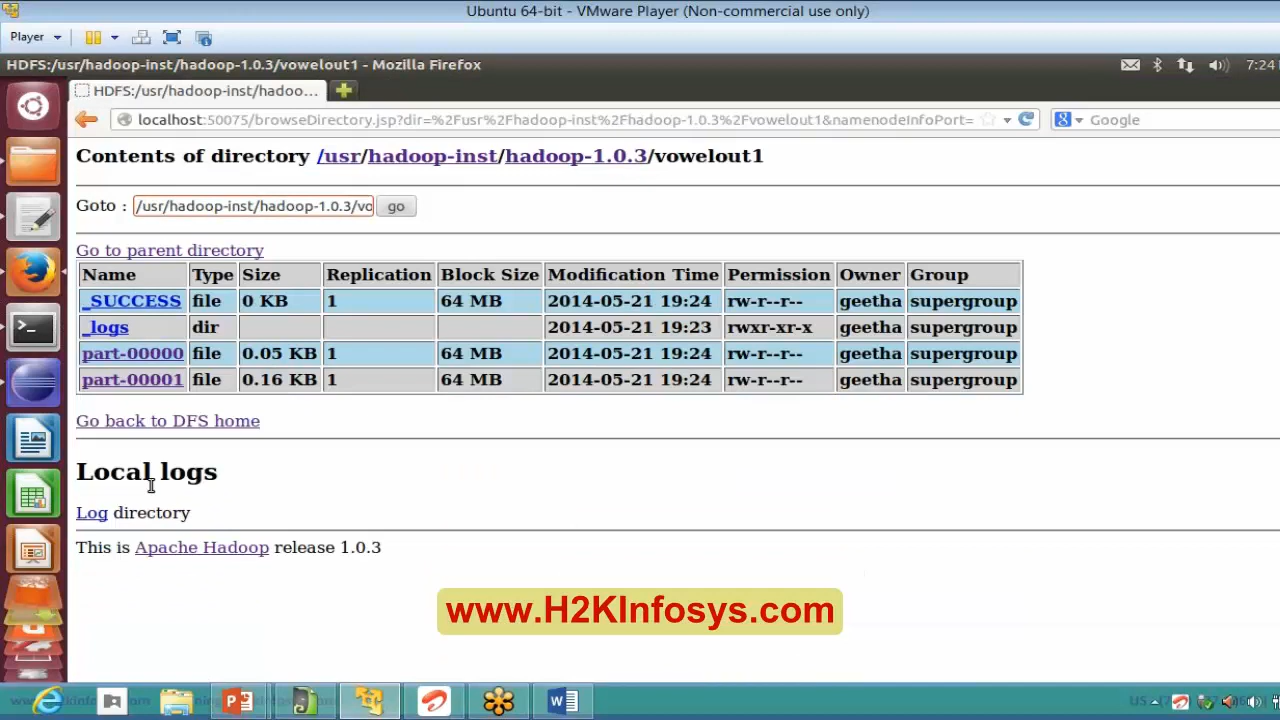 Ubuntu 64-bit - VMware Player (Non-commercial use only)
Player
HDFS:/usr/hadoop-inst/hadoop-1.0.3/vowelout1 - Mozilla Firefox
7:24
HDFS:/usr/hadoop-inst/hadoo...
localhost:50075/browseDirectory.jsp?dir=%2Fusr%2Fhadoop-inst%2Fhadoop-1.0.3%2Fvowelout1&namenodeInfoPort=
Google
Contents of directory /usr/hadoop-inst/hadoop-1.0.3/vowelout1
Goto : /usr/hadoop-inst/hadoop-1.0.3/vo go
Go to parent directory
Name Type Size Replication Block Size Modification Time Permission Owner Group
_SUCCESS file 0 KB 1 64 MB 2014-05-21 19:24 rw-r--r-- geetha supergroup
_logs dir 2014-05-21 19:23 rwxr-xr-x geetha supergroup
part-00000 file 0.05 KB 1 64 MB 2014-05-21 19:24 rw-r--r-- geetha supergroup
part-00001 file 0.16 KB 1 64 MB 2014-05-21 19:24 rw-r--r-- geetha supergroup
Go back to DFS home
Local logs
Log directory
This is Apache Hadoop release 1.0.3
www.H2KInfosys.com